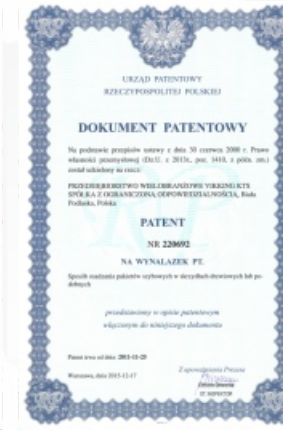 URZĄD PATENTOWY
RZECZYPOSPOLITEJ POLSKIEJ
DOKUMENT PATENTOWY
Na podstawie przepisów ustawy z dnia 30 czerwca 2000 r. Prawo
własności przemysłowej (Dz.U. z 2013r., poz. 1410, z późn. zm.)
został udzielony na rzecz:
PRZEDSIĘBIORSTWO WIELOBRANŻOWE VIKKING KTS
SPÓŁKA Z OGRANICZONĄ ODPOWIEDZIALNOŚCIĄ, Biała
Podlaska, Polska
PATENT
NR 220692
NA WYNALAZEK PT.
Sposób osadzania pakietów szybowych w skrzydłach drzwiowych lub po-
dobnych
przedstawiony w opisie patentowym
włączonym do niniejszego dokumentu
Patent trwa od dnia: 2011-11-25
Warszawa, dnia 2015-12-17
Z upoważnienia Prezesa